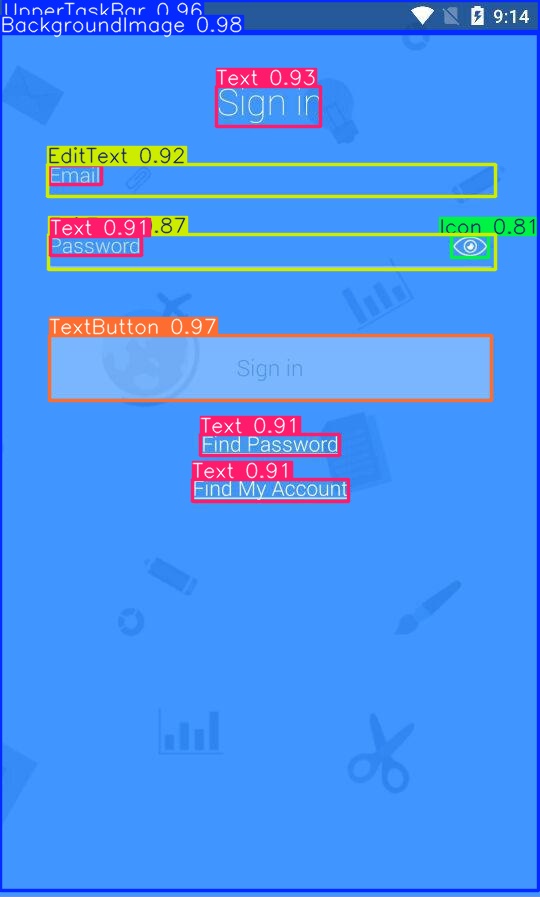 UpperTaskBar 0.96
BackgroundImage 0.98
9:14
Text 0.93
Sign in
EditText 0.92
Email
Text 0.91
.87
Icon 0.81
Password
TextButton 0.97
Sign in
Text 0.91
Find Password
Text 0.91
Find My Account